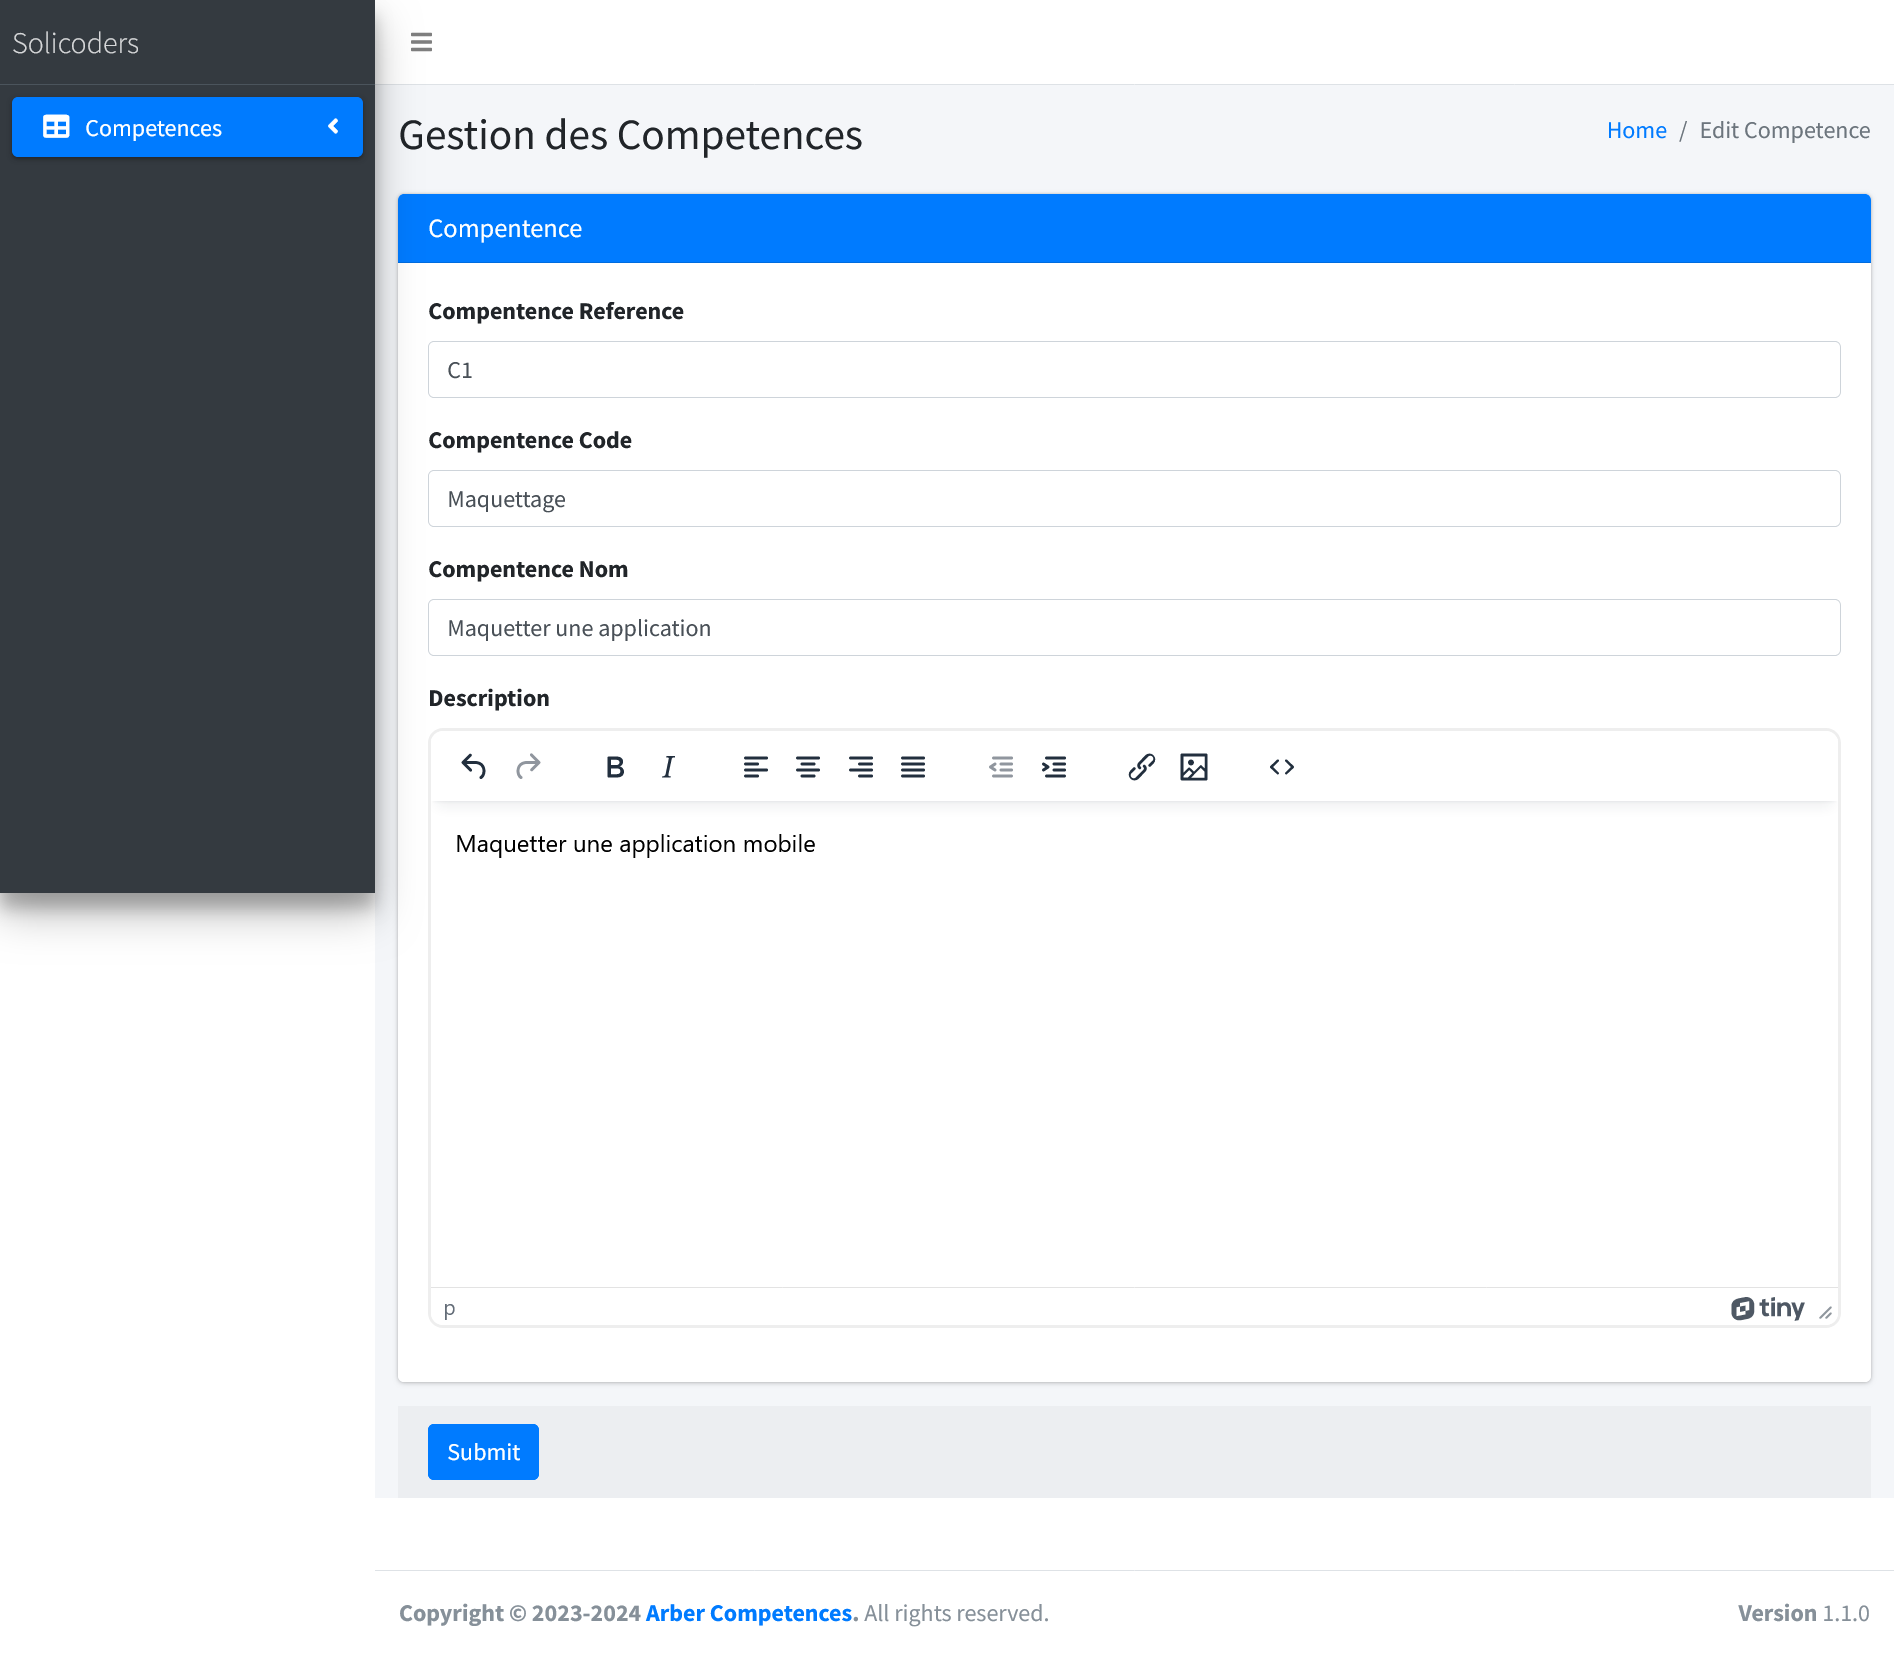 Solicoders
Competences
Gestion des Competences
Home / Edit Competence
Compentence
Compentence Reference
C1
Compentence Code
Maquettage
Compentence Nom
Maquetter une application
Description
B I
Maquetter une application mobile
p
tiny
Submit
Copyright © 2023-2024 Arber Competences. All rights reserved.
Version 1.1.0